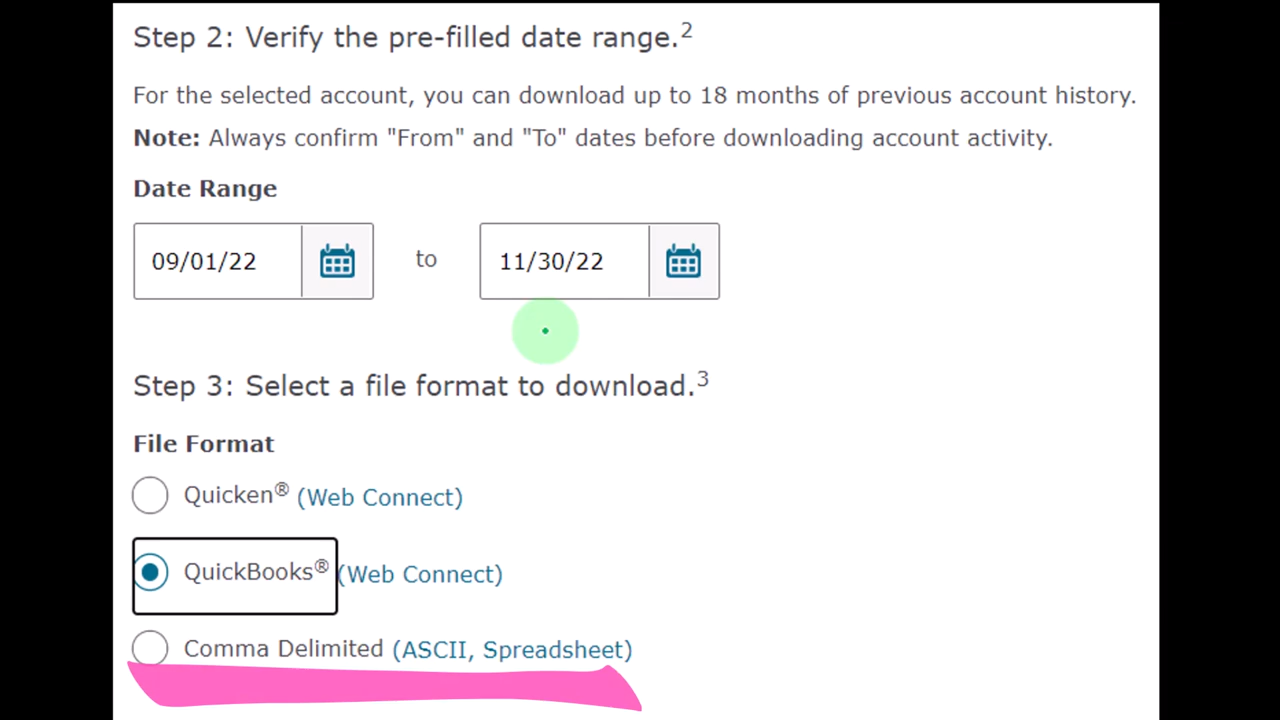 Step 2: Verify the pre-filled date range.2
For the selected account, you can download up to 18 months of previous account history.
Note: Always confirm "From" and "To" dates before downloading account activity.
Date Range
09/01/22 to 11/30/22
Step 3: Select a file format to download.3
File Format
Quicken® (Web Connect)
QuickBooks® (Web Connect)
Comma Delimited (ASCII, Spreadsheet)